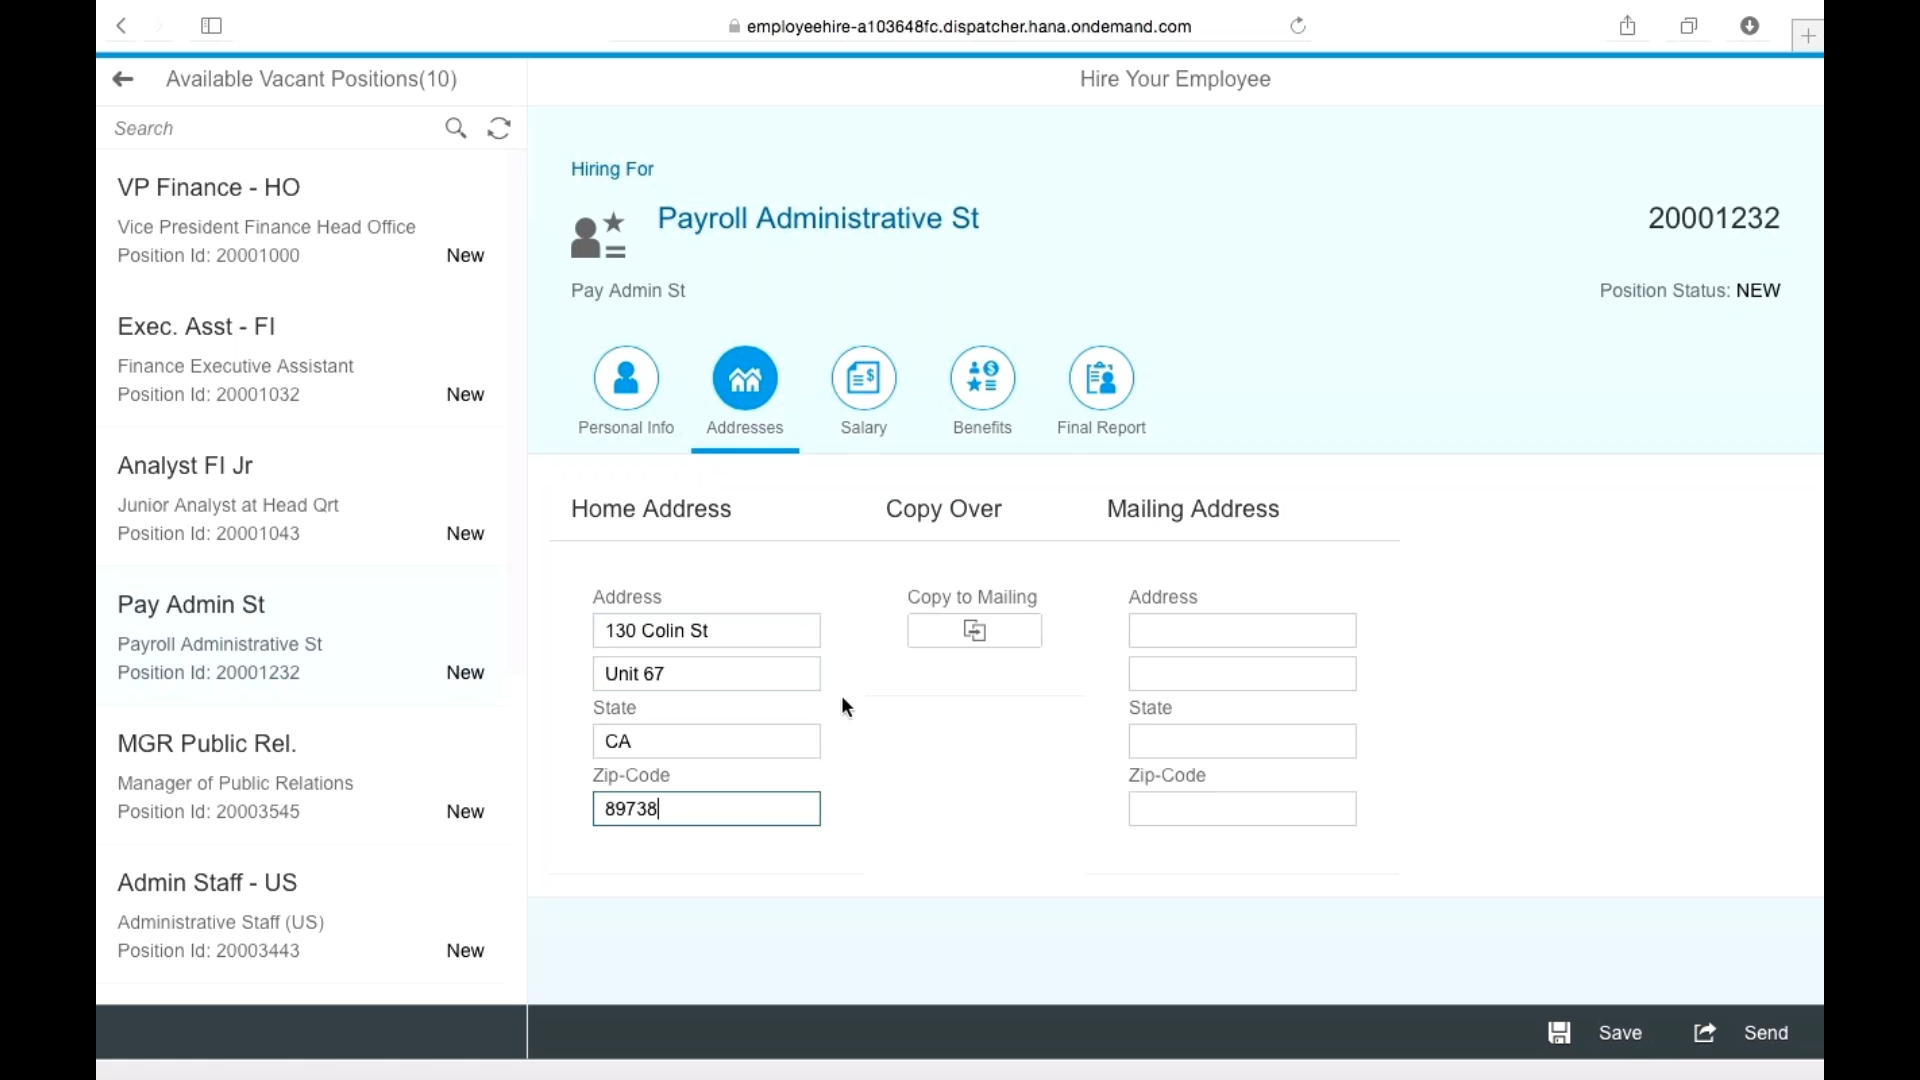 employeehire-a103648fc.dispatcher.hana.ondemand.com
Available Vacant Positions(10)
Hire Your Employee
Search
VP Finance - HO
Vice President Finance Head Office
Position Id: 20001000 New
Exec. Asst - FI
Finance Executive Assistant
Position Id: 20001032 New
Analyst FI Jr
Junior Analyst at Head Qrt
Position Id: 20001043 New
Pay Admin St
Payroll Administrative St
Position Id: 20001232 New
MGR Public Rel.
Manager of Public Relations
Position Id: 20003545 New
Admin Staff - US
Administrative Staff (US)
Position Id: 20003443 New
Hiring For
Payroll Administrative St 20001232
Pay Admin St Position Status: NEW
Personal Info Addresses Salary Benefits Final Report
Home Address Copy Over Mailing Address
Address Copy to Mailing Address
130 Colin St
Unit 67
State State
CA
Zip-Code Zip-Code
89738
Save Send